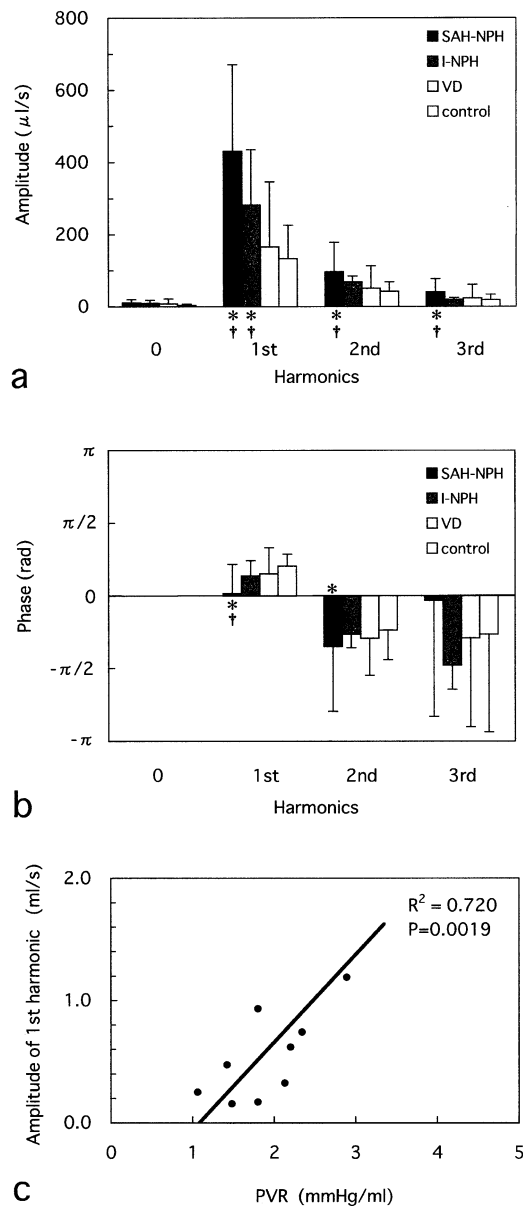 800
600
400
200
0
Amplitude (μl/s)
SAH-NPH
I-NPH
VD
control
* * * *
† † † †
0 1st 2nd 3rd
Harmonics
a
π
π/2
0
-π/2
-π
Phase (rad)
SAH-NPH
I-NPH
VD
control
*
*
†
0 1st 2nd 3rd
Harmonics
b
2.0
1.0
0.0
Amplitude of 1st harmonic (ml/s)
R² = 0.720
P=0.0019
0 1 2 3 4 5
PVR (mmHg/ml)
c